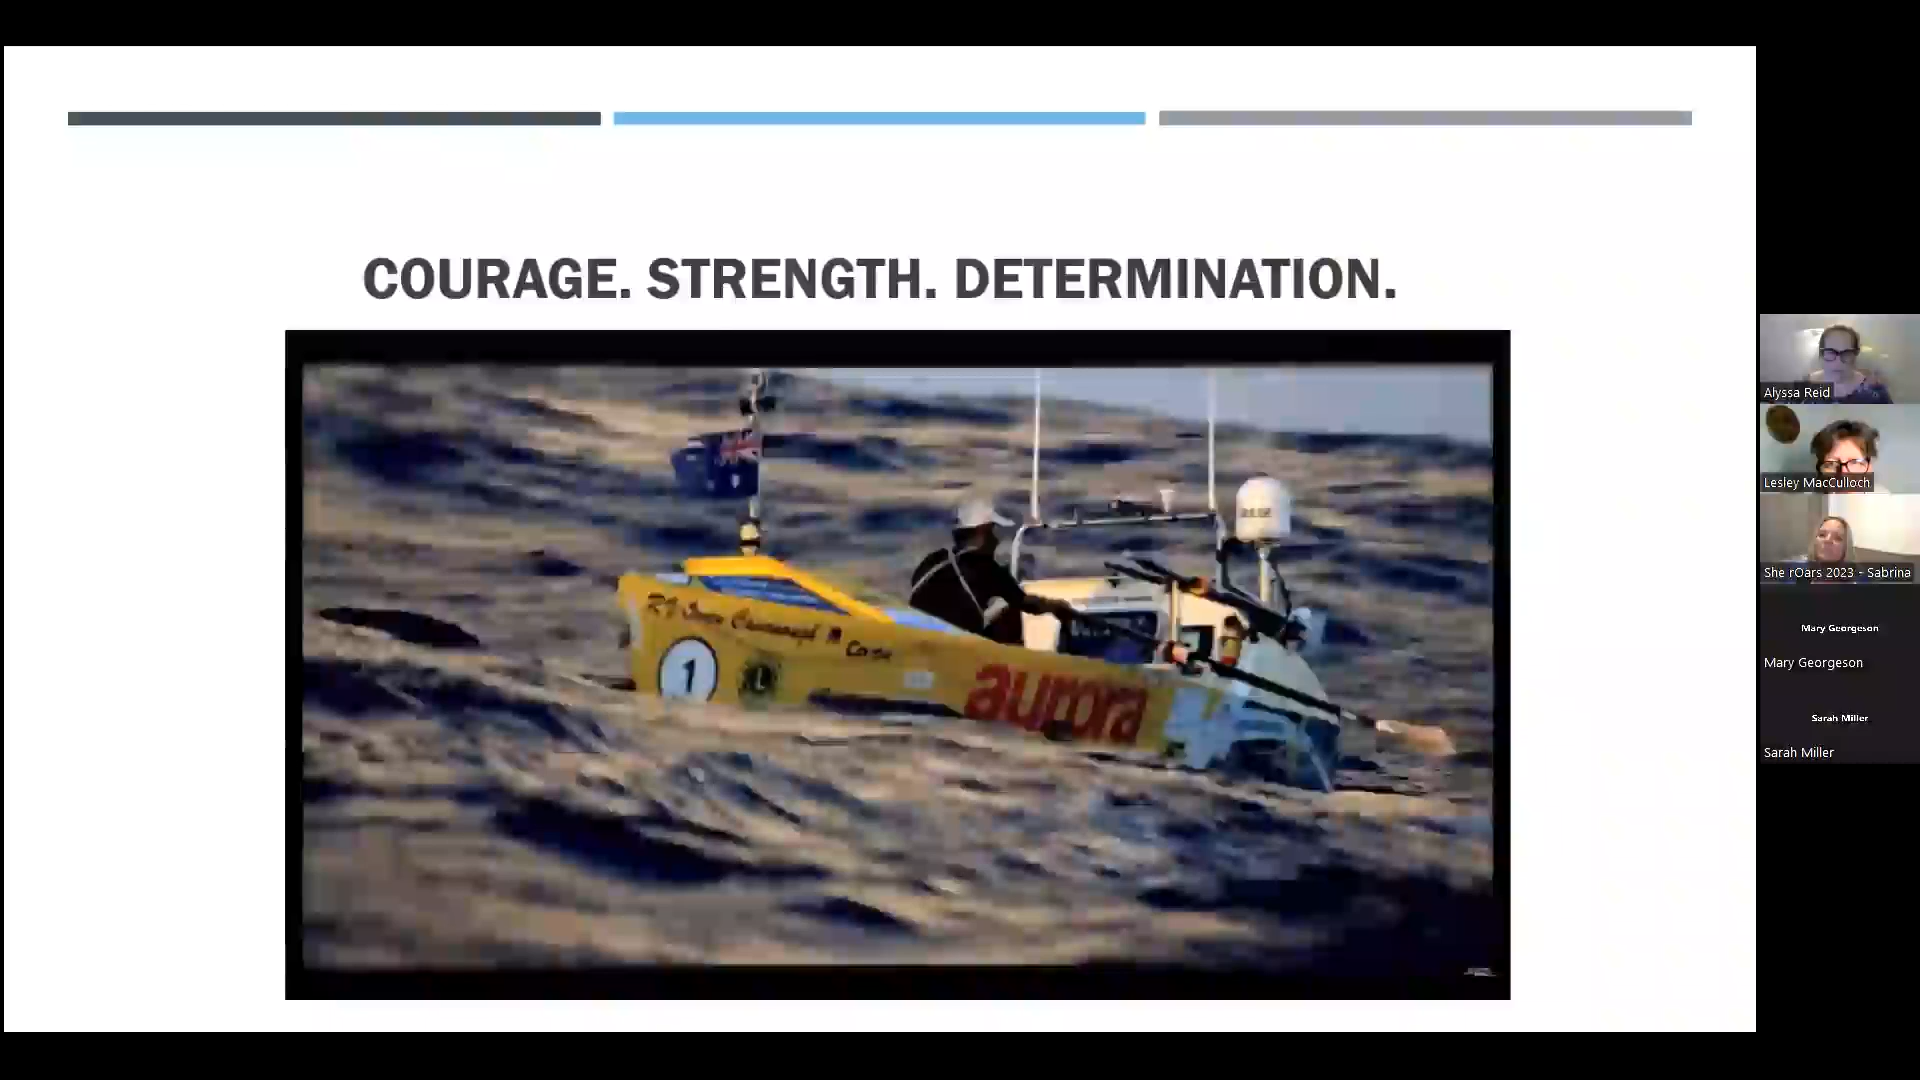 COURAGE. STRENGTH. DETERMINATION.
1
aurora
Alyssa Reid
Lesley MacCulloch
She rOars 2023 - Sabrina
Mary Georgeson
Mary Georgeson
Sarah Miller
Sarah Miller